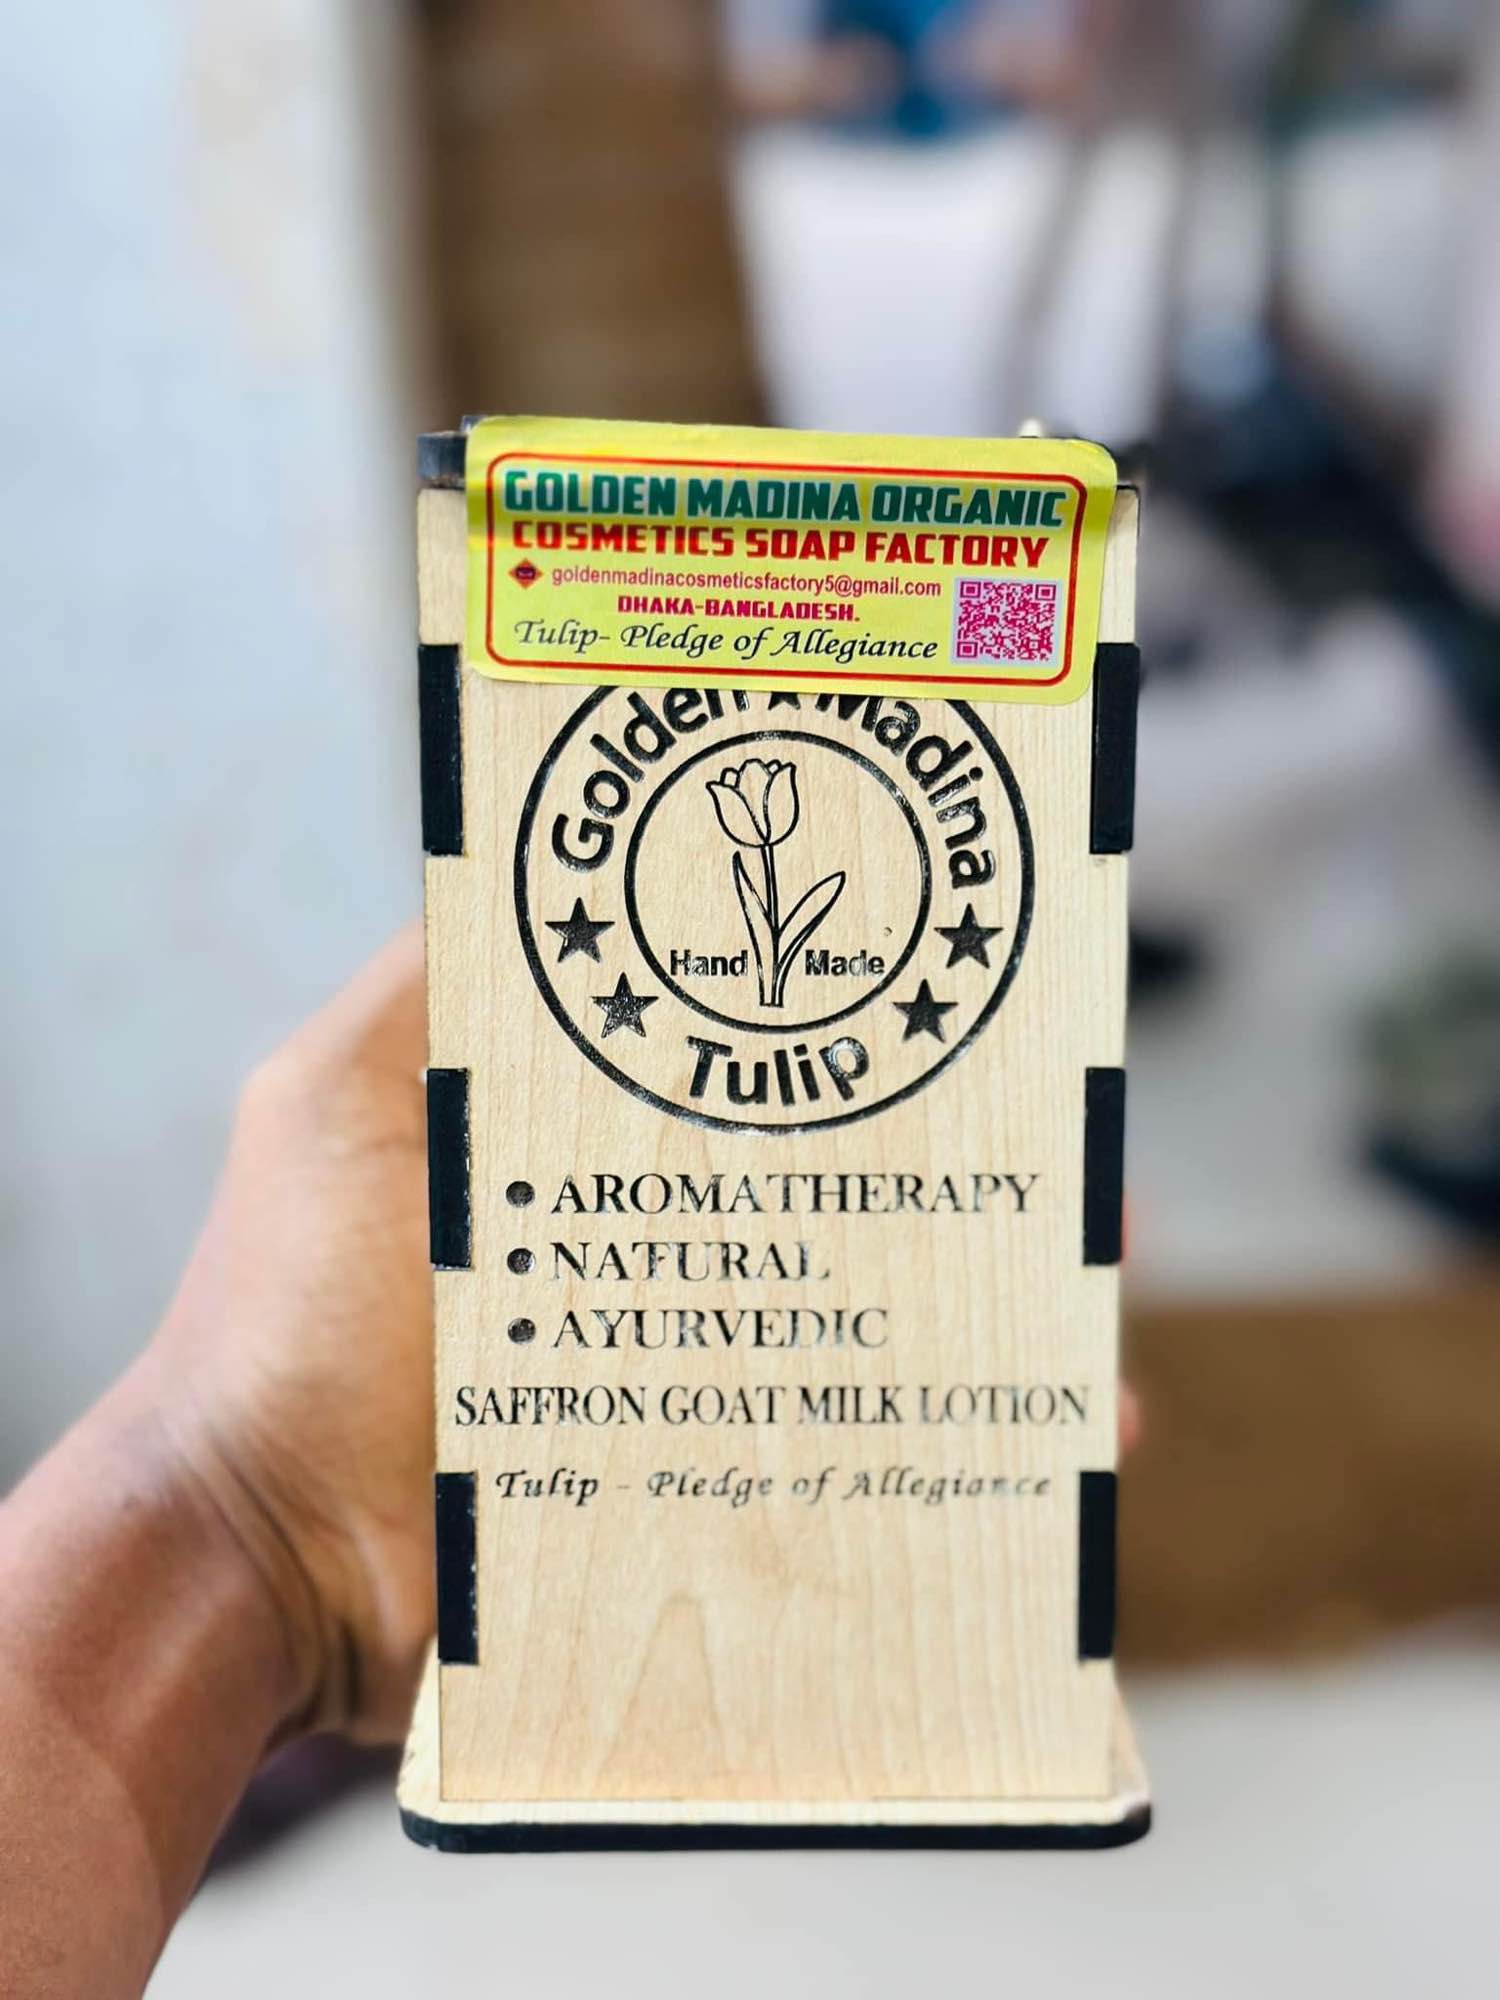 GOLDEN MADINA ORGANIC
COSMETICS SOAP FACTORY
goldenmadinacosmeticsfactory5@gmail.com
DHAKA-BANGLADESH.
Tulip- Pledge of Allegiance
Golden ★ Madina
Hand Made
Tulip
• AROMATHERAPY
• NATURAL
• AYURVEDIC
SAFFRON GOAT MILK LOTION
Tulip - Pledge of Allegiance